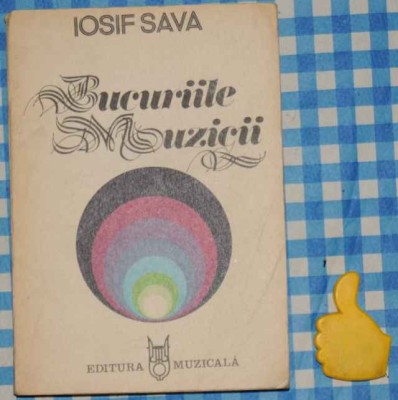 IOSIF SAVA
Bucuriile
Muzicii
EDITURA MUZICALĂ